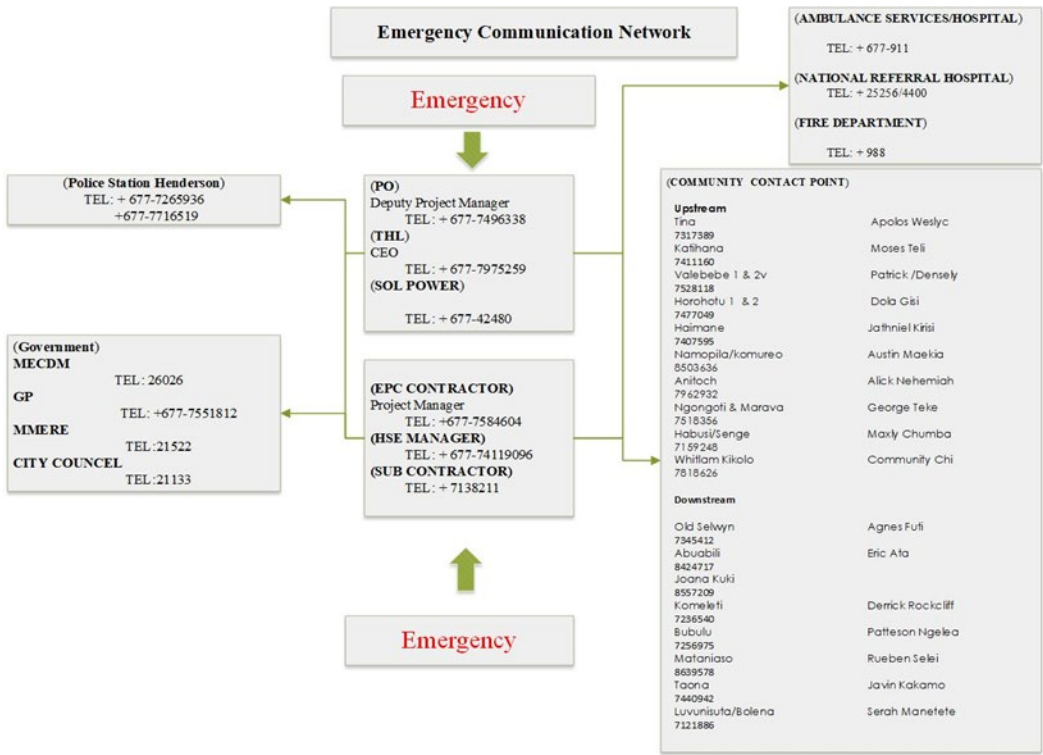 Emergency Communication Network
Emergency
(AMBULANCE SERVICES/HOSPITAL)
TEL: + 677-911
(NATIONAL REFERRAL HOSPITAL)
TEL: + 25256/4400
(FIRE DEPARTMENT)
TEL: + 988
(Police Station Henderson)
TEL: + 677-7265936
+677-7716519
(PO)
Deputy Project Manager
TEL: + 677-7496338
(THL)
CEO
TEL: + 677-7975259
(SOL POWER)
TEL: + 677-42480
(Government)
MECDM
TEL: 26026
GP
TEL: +677-7551812
MMERE
TEL:21522
CITY COUNCEL
TEL:21133
(EPC CONTRACTOR)
Project Manager
TEL: +677-7584604
(HSE MANAGER)
TEL: + 677-74119096
(SUB CONTRACTOR)
TEL: + 7138211
Emergency
(COMMUNITY CONTACT POINT)
Upstream
Tina Apolos Weslyc
7317389
Katihana Moses Teli
7411160
Valebebe 1 & 2v Patrick /Densely
7528118
Horohotu 1 & 2 Dola Gisi
7477049
Haimane Jathniel Kirisi
7407595
Namopila/komureo Austin Maekia
8503636
Anitoch Alick Nehemiah
7962932
Ngongoti & Marava George Teke
7518356
Habusi/Senge Maxly Chumba
7159248
Whitlam Kikolo Community Chi
7818626
Downstream
Old Selwyn Agnes Futi
7345412
Abuabili Eric Ata
8424717
Joana Kuki
8557209
Komeleti Derrick Rockcliff
7236540
Bubulu Patteson Ngelea
7256975
Mataniaso Rueben Selei
8639578
Taona Javin Kakamo
7440942
Luvunisuta/Bolena Serah Manetete
7121886